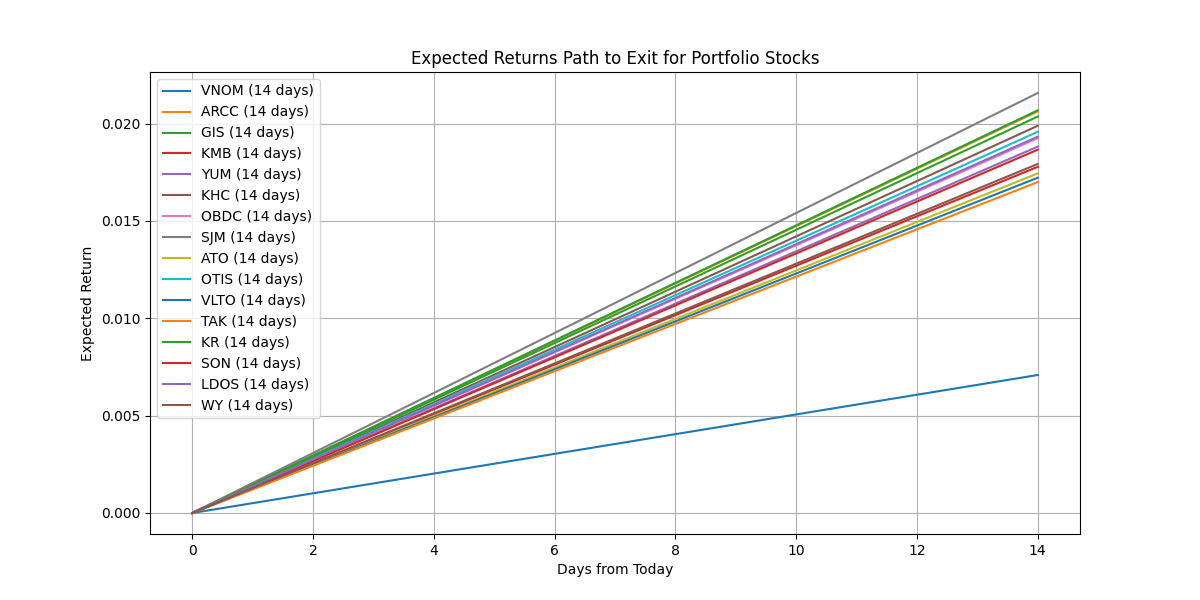 Expected Returns Path to Exit for Portfolio Stocks
VNOM (14 days)
ARCC (14 days)
GIS (14 days)
KMB (14 days)
YUM (14 days)
KHC (14 days)
OBDC (14 days)
SJM (14 days)
ATO (14 days)
OTIS (14 days)
VLTO (14 days)
TAK (14 days)
KR (14 days)
SON (14 days)
LDOS (14 days)
WY (14 days)
0.020
0.015
0.010
0.005
0.000
Expected Return
0 2 4 6 8 10 12 14
Days from Today